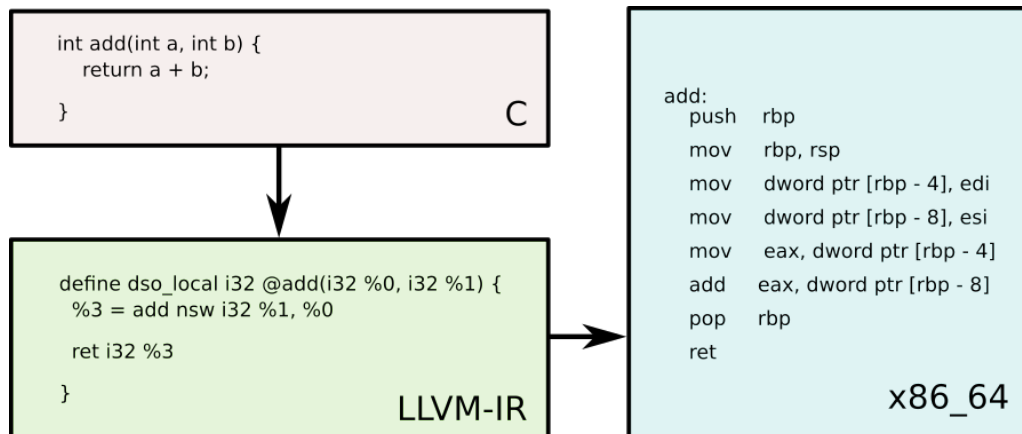 int add(int a, int b) {
return a + b;
}
C
define dso_local i32 @add(i32 %0, i32 %1) {
%3 = add nsw i32 %1, %0
ret i32 %3
}
LLVM-IR
add:
push rbp
mov rbp, rsp
mov dword ptr [rbp - 4], edi
mov dword ptr [rbp - 8], esi
mov eax, dword ptr [rbp - 4]
add eax, dword ptr [rbp - 8]
pop rbp
ret
x86_64